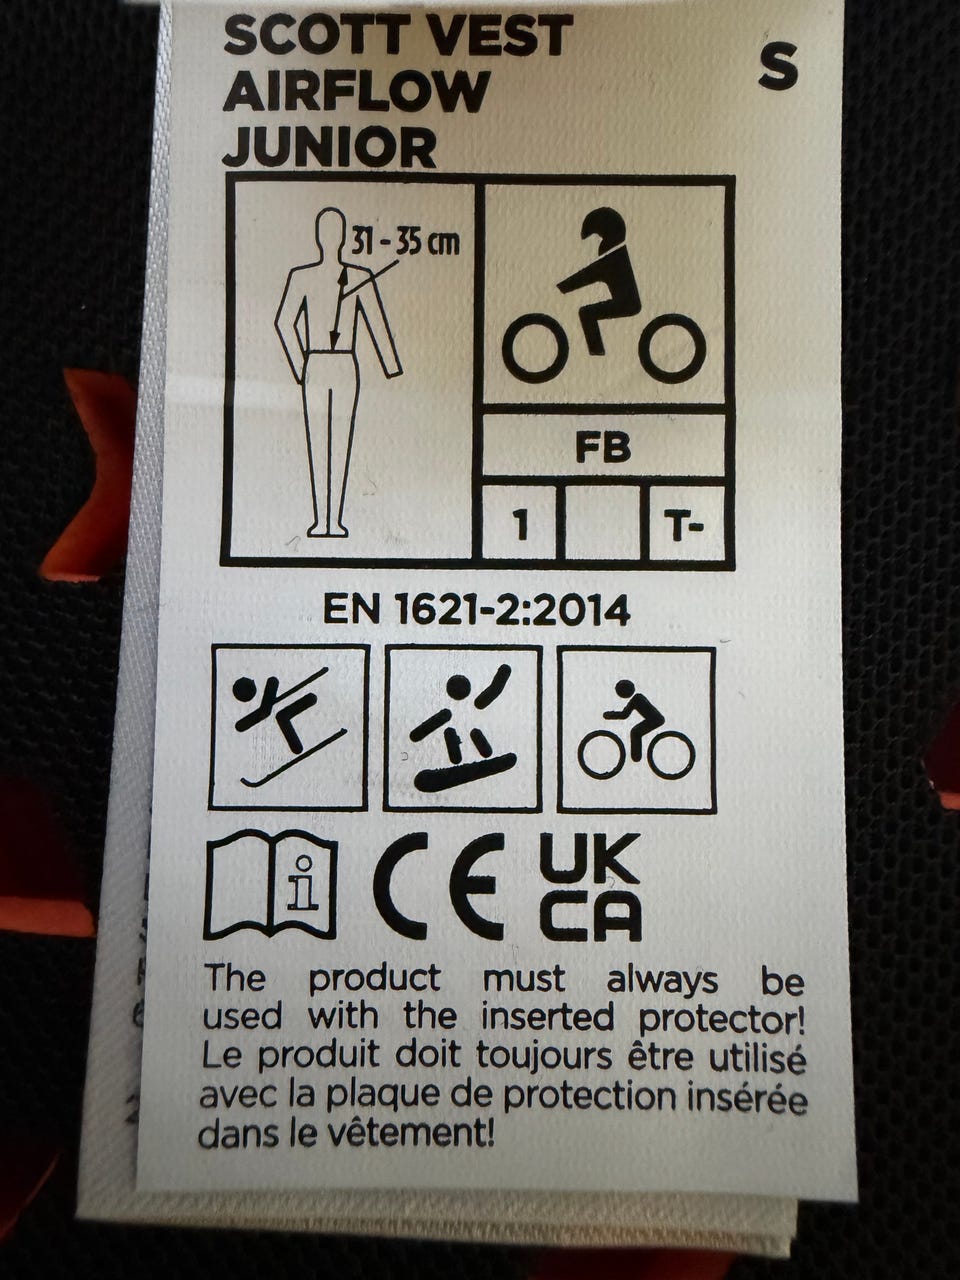 SCOTT VEST
AIRFLOW
JUNIOR
S
31 - 35 cm
FB
1
T-
EN 1621-2:2014
i
CE
UK
CA
The product must always be
used with the inserted protector!
Le produit doit toujours être utilisé
avec la plaque de protection insérée
dans le vêtement!